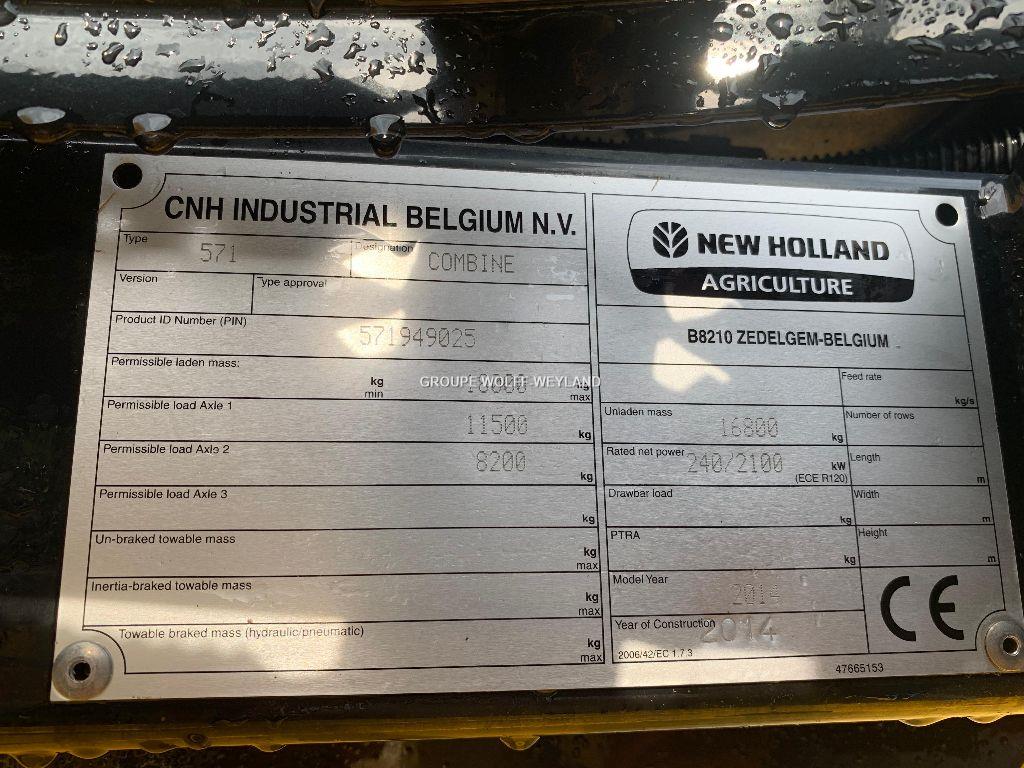 CNH INDUSTRIAL BELGIUM N.V.
Type 571
Designation COMBINE
Version
Type approval
Product ID Number (PIN) 571949025
Permissible laden mass: kg min kg max
GROUPE WOLFF-WEYLAND
Permissible load Axle 1 11500 kg
Permissible load Axle 2 8200 kg
Permissible load Axle 3 kg
Un-braked towable mass kg max
Inertia-braked towable mass kg max
Towable braked mass (hydraulic/pneumatic) kg max
NEW HOLLAND
AGRICULTURE
B8210 ZEDELGEM-BELGIUM
Feed rate kg/s
Unladen mass 16800 kg
Number of rows
Rated net power 240/2100 kW (ECE R120)
Length m
Drawbar load kg
Width m
PTRA kg
Height m
Model Year 2014
Year of Construction 2014
2006/42/EC 1.7.3
CE
47665153